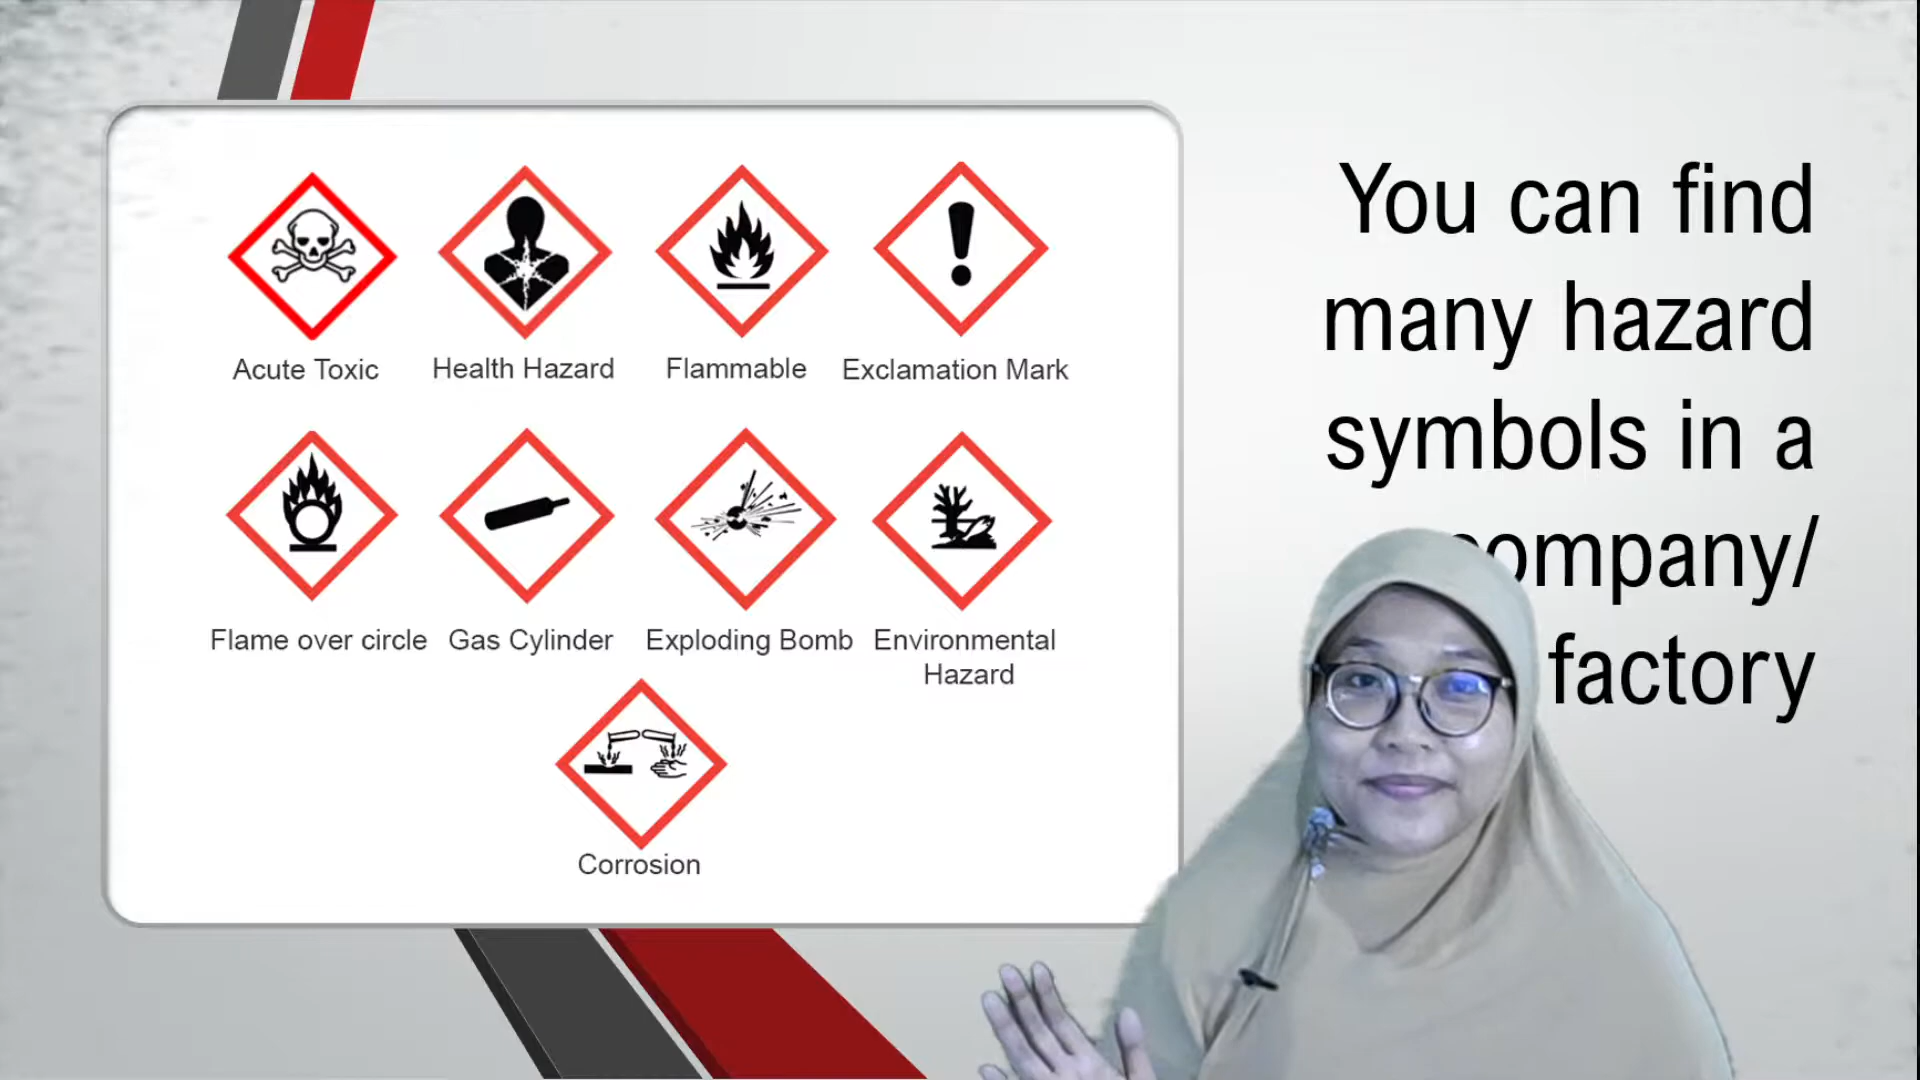 You can find
many hazard
symbols in a
company/
factory
Acute Toxic
Health Hazard
Flammable
Exclamation Mark
Flame over circle
Gas Cylinder
Exploding Bomb
Environmental
Hazard
Corrosion